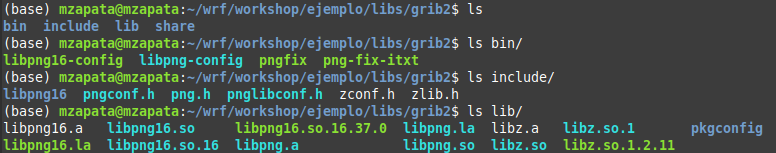 (base) mzapata@mzapata:~/wrf/workshop/ejemplo/libs/grib2$ ls
bin include lib share
(base) mzapata@mzapata:~/wrf/workshop/ejemplo/libs/grib2$ ls bin/
libpng16-config libpng-config pngfix png-fix-itxt
(base) mzapata@mzapata:~/wrf/workshop/ejemplo/libs/grib2$ ls include/
libpng16 pngconf.h png.h pnglibconf.h zconf.h zlib.h
(base) mzapata@mzapata:~/wrf/workshop/ejemplo/libs/grib2$ ls lib/
libpng16.a libpng16.so libpng16.so.16.37.0 libpng.la libz.a libz.so.1 pkgconfig
libpng16.la libpng16.so.16 libpng.a libpng.so libz.so libz.so.1.2.11